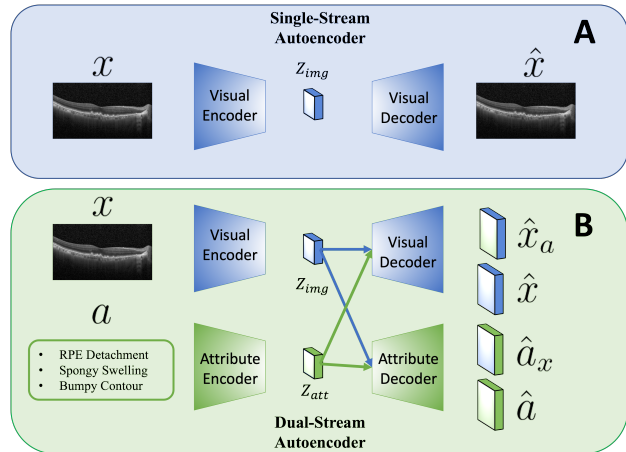 Single-Stream
Autoencoder
A
x
Z_img
x̂
Visual
Encoder
Visual
Decoder
B
x
Visual
Encoder
Z_img
Visual
Decoder
x̂_a
x̂
a
• RPE Detachment
• Spongy Swelling
• Bumpy Contour
Attribute
Encoder
Z_att
Attribute
Decoder
â_x
â
Dual-Stream
Autoencoder